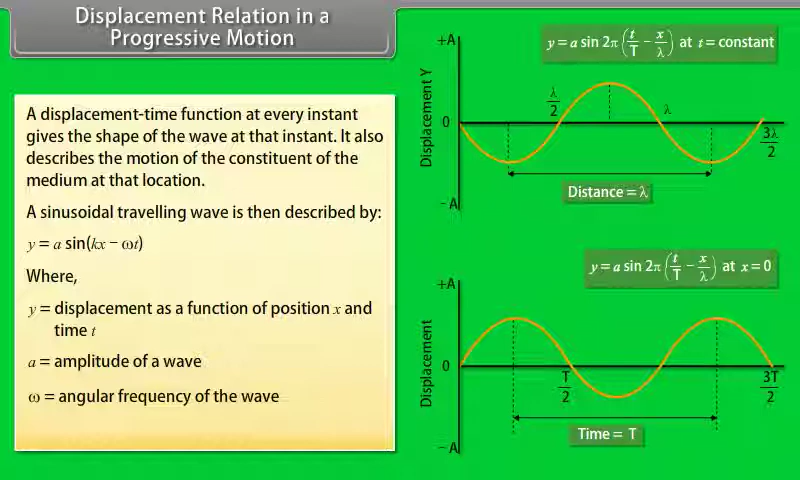 Displacement Relation in a
Progressive Motion
A displacement-time function at every instant
gives the shape of the wave at that instant. It also
describes the motion of the constituent of the
medium at that location.
A sinusoidal travelling wave is then described by:
y = a sin(kx − ωt)
Where,
y = displacement as a function of position x and
time t
a = amplitude of a wave
ω = angular frequency of the wave
y = a sin 2π (t/T − x/λ) at t = constant
+A
Displacement Y
0
− A
λ/2
λ
3λ/2
Distance = λ
y = a sin 2π (t/T − x/λ) at x = 0
+A
Displacement
0
− A
T/2
3T/2
Time = T